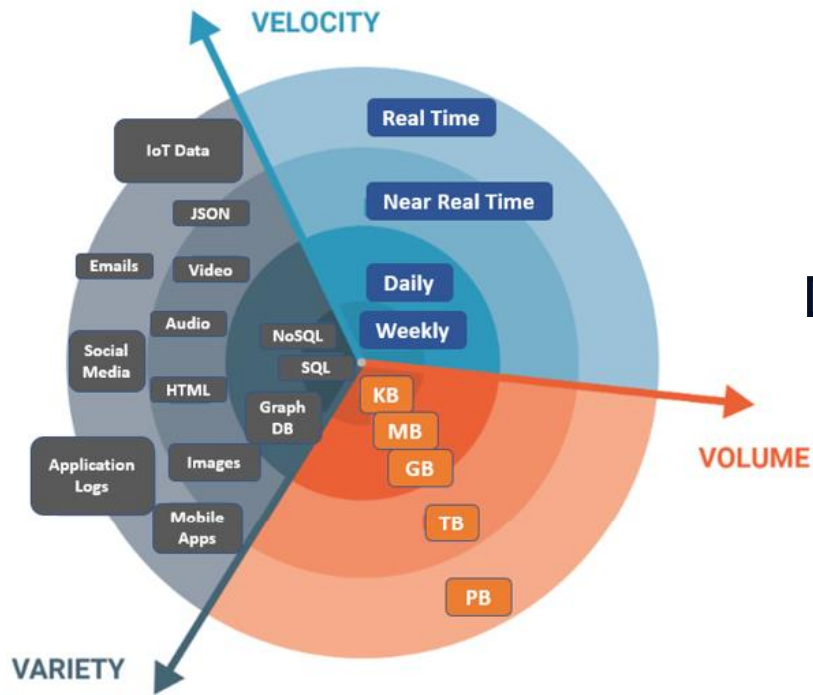 VELOCITY
Real Time
IoT Data
Near Real Time
JSON
Emails
Video
Daily
Audio
NoSQL
Weekly
Social
Media
SQL
HTML
KB
Graph
DB
MB
VOLUME
Application
Logs
Images
GB
Mobile
Apps
TB
PB
VARIETY